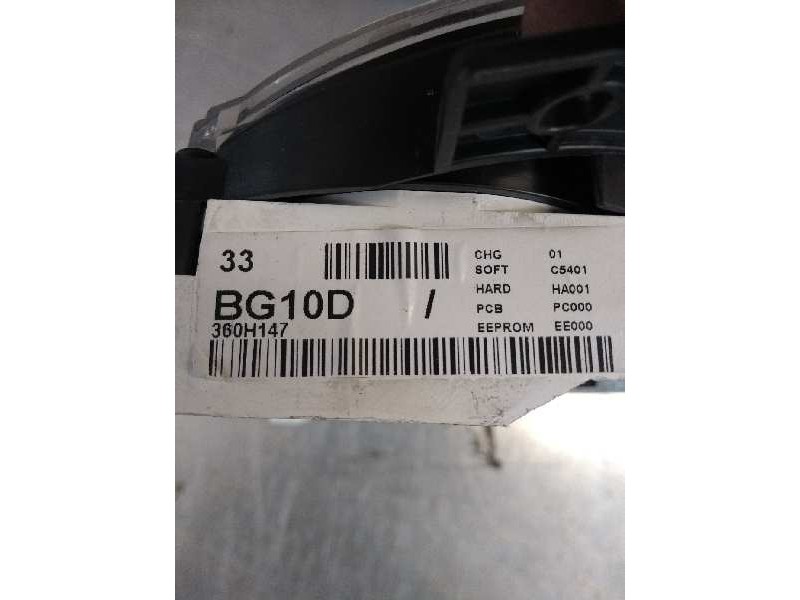 33
CHG 01
SOFT C5401
BG10D /
HARD HA001
PCB PC000
360H147
EEPROM EE000